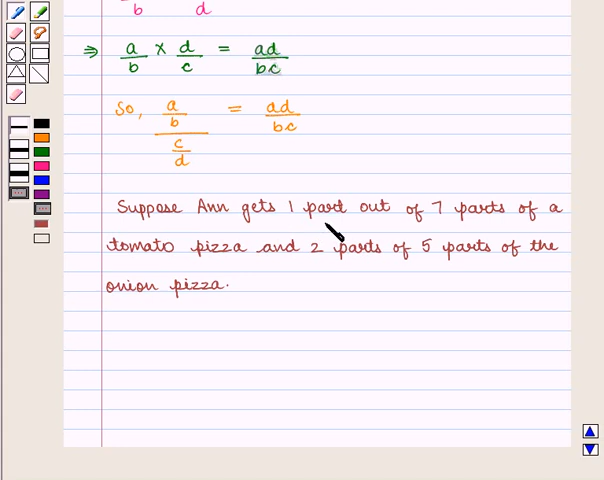 b d
⇒ a/b × d/c = ad/bc
So, (a/b)/(c/d) = ad/bc
Suppose Ann gets 1 part out of 7 parts of a
tomato pizza and 2 parts of 5 parts of the
onion pizza.